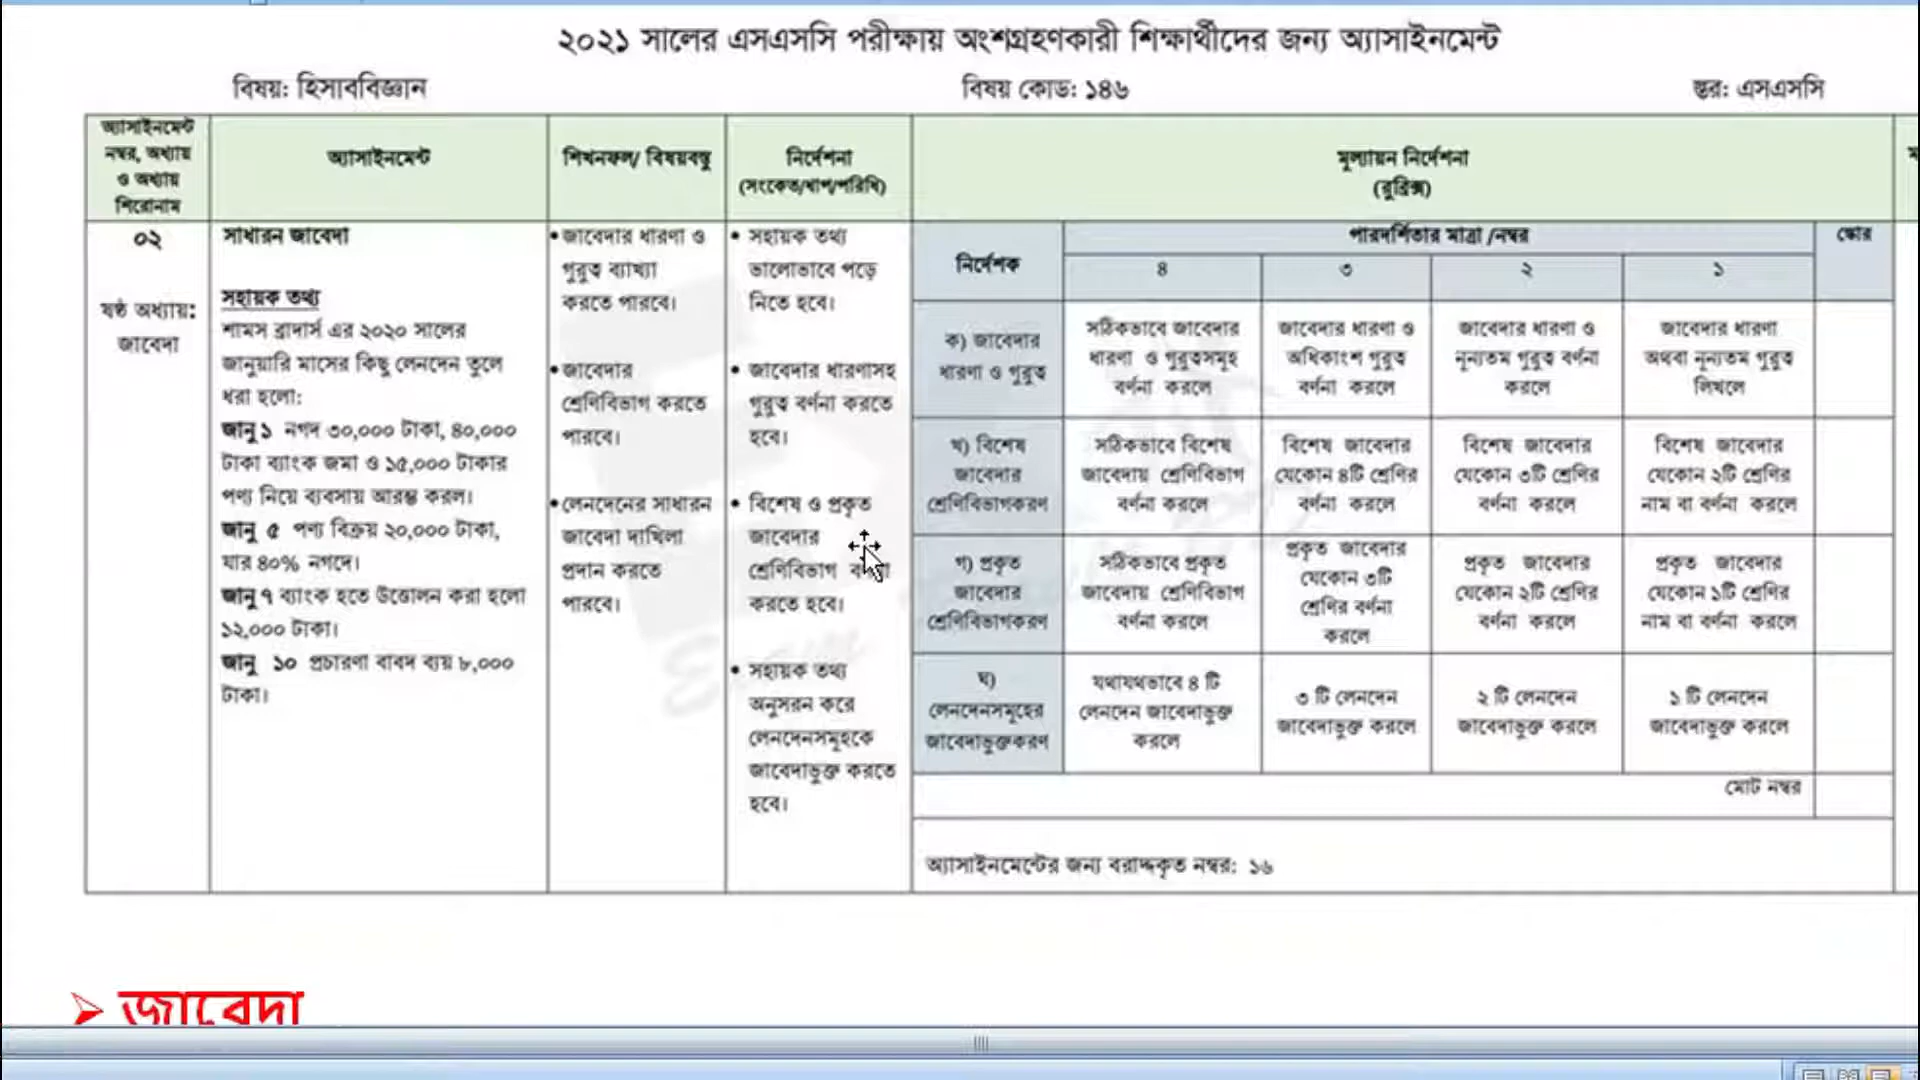 ২০২১ সালের এসএসসি পরীক্ষায় অংশগ্রহণকারী শিক্ষার্থীদের জন্য অ্যাসাইনমেন্ট
বিষয়: হিসাববিজ্ঞান
বিষয় কোড: ১৪৬
স্তর: এসএসসি
অ্যাসাইনমেন্ট
নম্বর, অধ্যায়
ও অধ্যায়
শিরোনাম
অ্যাসাইনমেন্ট
শিখনফল/ বিষয়বস্তু
নির্দেশনা
(সংকেত/ধাপ/পরিধি)
মূল্যায়ন নির্দেশনা
(রুব্রিক্স)
০২
ষষ্ঠ অধ্যায়:
জাবেদা
সাধারন জাবেদা
সহায়ক তথ্য
শামস ব্রাদার্স এর ২০২০ সালের
জানুয়ারি মাসের কিছু লেনদেন তুলে
ধরা হলো:
জানু ১ নগদ ৩০,০০০ টাকা, ৪০,০০০
টাকা ব্যাংক জমা ও ১৫,০০০ টাকার
পণ্য নিয়ে ব্যবসায় আরম্ভ করল।
জানু ৫ পণ্য বিক্রয় ২০,০০০ টাকা,
যার ৪০% নগদে।
জানু ৭ ব্যাংক হতে উত্তোলন করা হলো
১২,০০০ টাকা।
জানু ১০ প্রচারণা বাবদ ব্যয় ৮,০০০
টাকা।
•জাবেদার ধারণা ও
গুরুত্ব ব্যাখ্যা
করতে পারবে।
•জাবেদার
শ্রেণিবিভাগ করতে
পারবে।
•লেনদেনের সাধারন
জাবেদা দাখিলা
প্রদান করতে
পারবে।
• সহায়ক তথ্য
ভালোভাবে পড়ে
নিতে হবে।
• জাবেদার ধারণাসহ
গুরুত্ব বর্ণনা করতে
হবে।
• বিশেষ ও প্রকৃত
জাবেদার
শ্রেণিবিভাগ
করতে হবে।
• সহায়ক তথ্য
অনুসরন করে
লেনদেনসমূহকে
জাবেদাভুক্ত করতে
হবে।
নির্দেশক
পারদর্শিতার মাত্রা /নম্বর
স্কোর
৪
৩
২
১
ক) জাবেদার
ধারণা ও গুরুত্ব
সঠিকভাবে জাবেদার
ধারণা ও গুরুত্বসমূহ
বর্ণনা করলে
জাবেদার ধারণা ও
অধিকাংশ গুরুত্ব
বর্ণনা করলে
জাবেদার ধারণা ও
নূন্যতম গুরুত্ব বর্ণনা
করলে
জাবেদার ধারণা
অথবা নূন্যতম গুরুত্ব
লিখলে
খ) বিশেষ
জাবেদার
শ্রেণিবিভাগকরণ
সঠিকভাবে বিশেষ
জাবেদায় শ্রেণিবিভাগ
বর্ণনা করলে
বিশেষ জাবেদার
যেকোন ৪টি শ্রেণির
বর্ণনা করলে
বিশেষ জাবেদার
যেকোন ৩টি শ্রেণির
বর্ণনা করলে
বিশেষ জাবেদার
যেকোন ২টি শ্রেণির
নাম বা বর্ণনা করলে
গ) প্রকৃত
জাবেদার
শ্রেণিবিভাগকরণ
সঠিকভাবে প্রকৃত
জাবেদায় শ্রেণিবিভাগ
বর্ণনা করলে
প্রকৃত জাবেদার
যেকোন ৩টি
শ্রেণির বর্ণনা
করলে
প্রকৃত জাবেদার
যেকোন ২টি শ্রেণির
বর্ণনা করলে
প্রকৃত জাবেদার
যেকোন ১টি শ্রেণির
নাম বা বর্ণনা করলে
ঘ)
লেনদেনসমূহের
জাবেদাভুক্তকরণ
যথাযথভাবে ৪ টি
লেনদেন জাবেদাভুক্ত
করলে
৩ টি লেনদেন
জাবেদাভুক্ত করলে
২ টি লেনদেন
জাবেদাভুক্ত করলে
১ টি লেনদেন
জাবেদাভুক্ত করলে
মোট নম্বর
অ্যাসাইনমেন্টের জন্য বরাদ্দকৃত নম্বর: ১৬
➢ জাবেদা